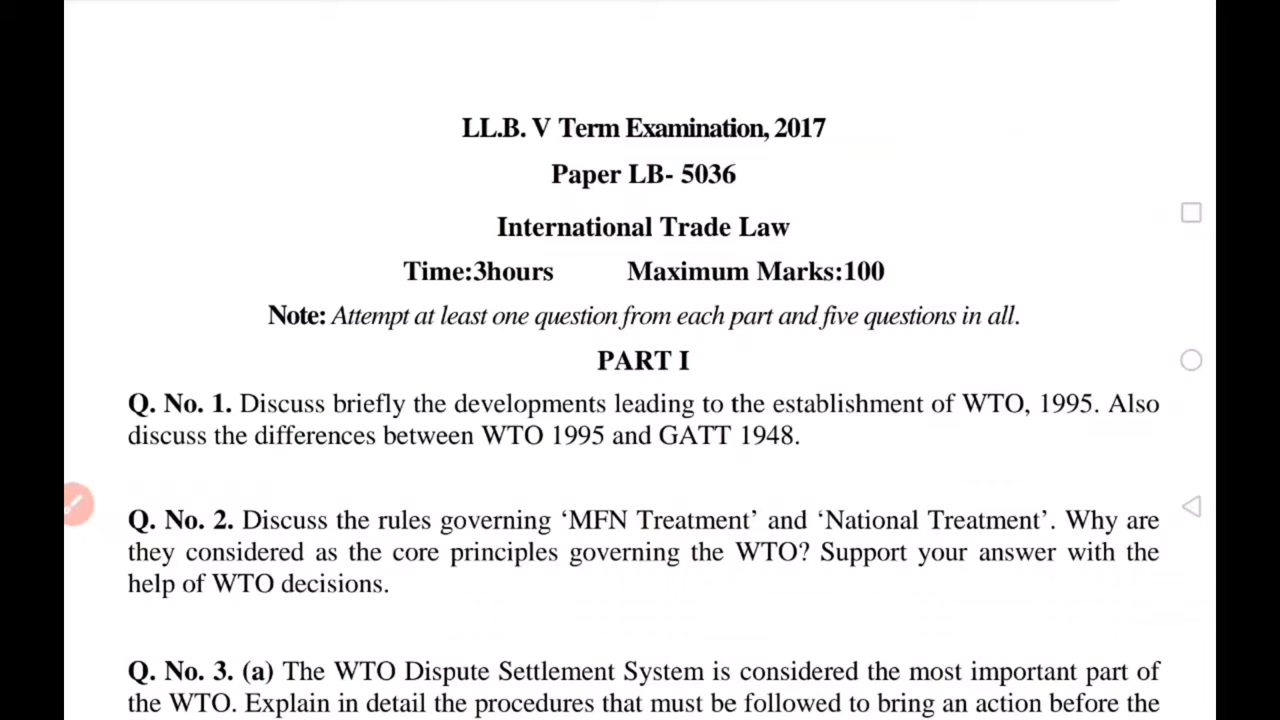 LL.B. V Term Examination, 2017
Paper LB- 5036
International Trade Law
Time:3hours Maximum Marks:100
Note: Attempt at least one question from each part and five questions in all.
PART I
Q. No. 1. Discuss briefly the developments leading to the establishment of WTO, 1995. Also
discuss the differences between WTO 1995 and GATT 1948.
Q. No. 2. Discuss the rules governing ‘MFN Treatment’ and ‘National Treatment’. Why are
they considered as the core principles governing the WTO? Support your answer with the
help of WTO decisions.
Q. No. 3. (a) The WTO Dispute Settlement System is considered the most important part of
the WTO. Explain in detail the procedures that must be followed to bring an action before the